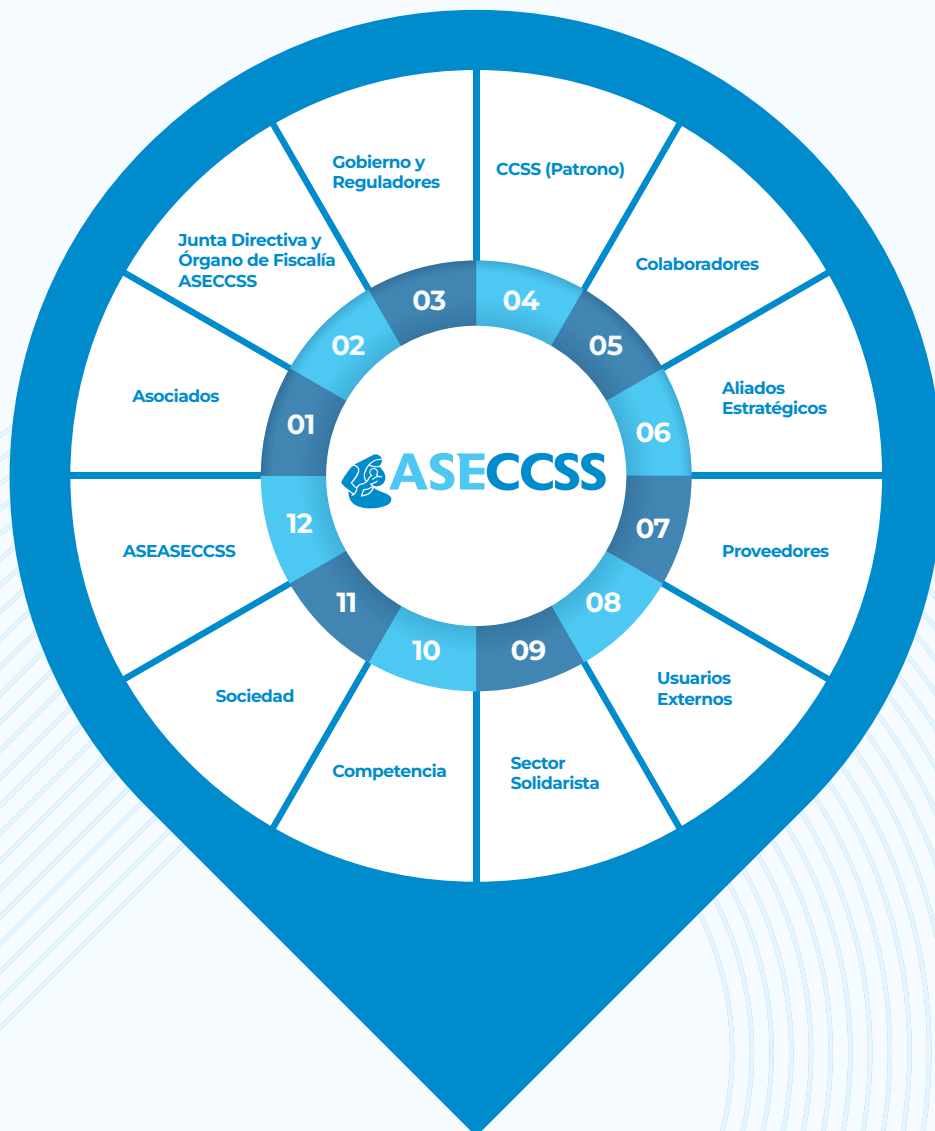 Gobierno y
Reguladores
CCSS (Patrono)
Junta Directiva y
Órgano de Fiscalía
ASECCSS
Colaboradores
Asociados
Aliados
Estratégicos
03
04
02
05
01
06
ASECCSS
12
07
11
08
10
09
ASEASECCSS
Proveedores
Sociedad
Usuarios
Externos
Competencia
Sector
Solidarista